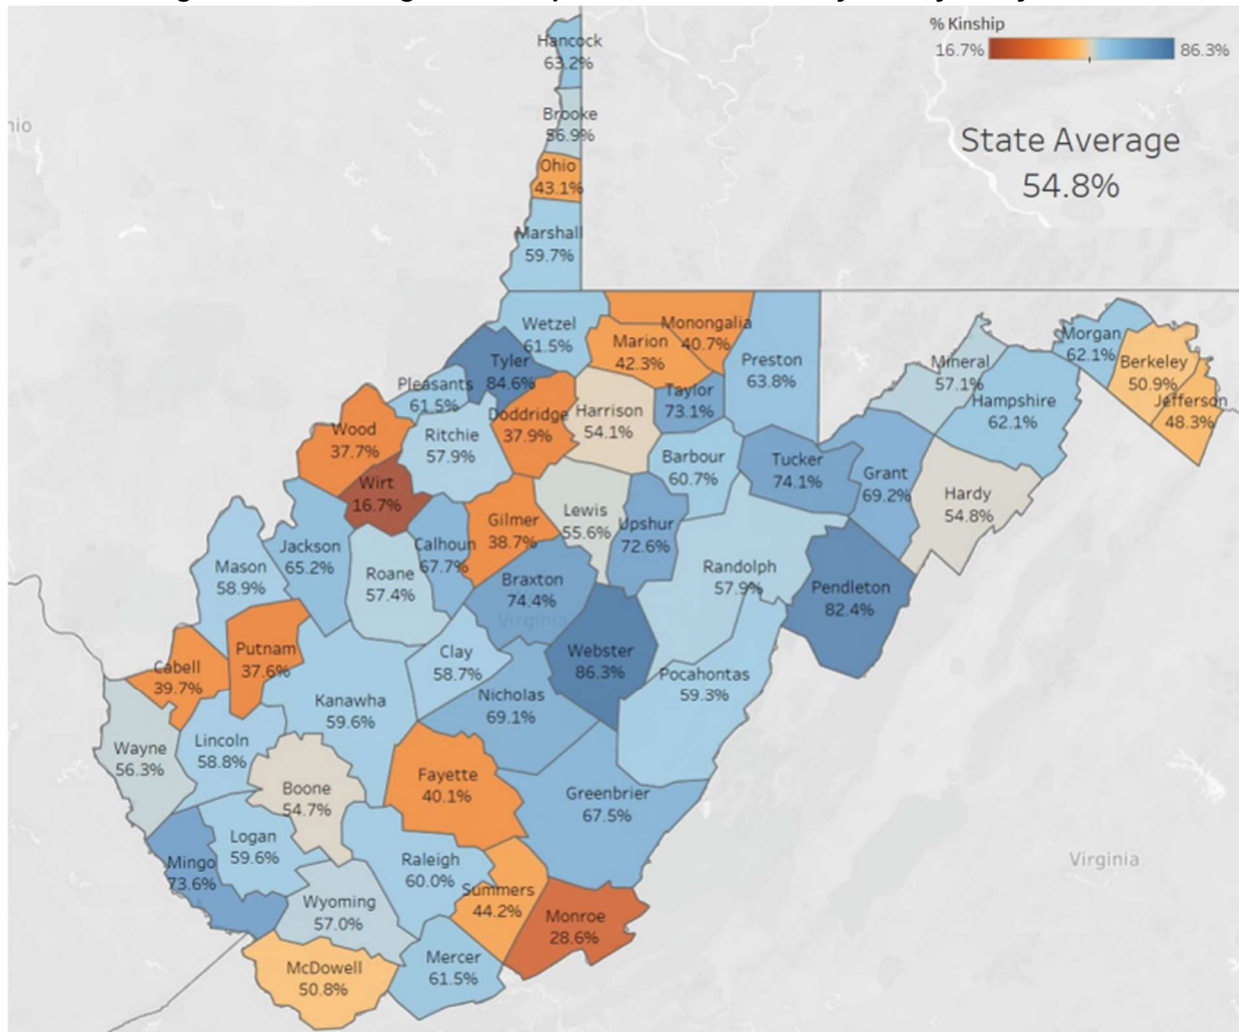 % Kinship
16.7% 86.3%
State Average
54.8%
Hancock
63.2%
Brooke
56.9%
nio
Ohio
43.1%
Marshall
59.7%
Wetzel
61.5%
Monongalia
40.7%
Marion
42.3%
Preston
63.8%
Morgan
62.1%
Mineral
57.1%
Berkeley
50.9%
Jefferson
48.3%
Hampshire
62.1%
Tyler
84.6%
Pleasants
61.5%
Taylor
73.1%
Doddridge
37.9%
Harrison
54.1%
Wood
37.7%
Ritchie
57.9%
Barbour
60.7%
Tucker
74.1%
Grant
69.2%
Hardy
54.8%
Wirt
16.7%
Gilmer
38.7%
Lewis
55.6%
Upshur
72.6%
Jackson
65.2%
Calhoun
67.7%
Mason
58.9%
Roane
57.4%
Braxton
74.4%
Randolph
57.9%
Pendleton
82.4%
Virginia
Cabell
39.7%
Putnam
37.6%
Clay
58.7%
Webster
86.3%
Pocahontas
59.3%
Kanawha
59.6%
Nicholas
69.1%
Wayne
56.3%
Lincoln
58.8%
Boone
54.7%
Fayette
40.1%
Greenbrier
67.5%
Logan
59.6%
Mingo
73.6%
Raleigh
60.0%
Virginia
Summers
44.2%
Wyoming
57.0%
Monroe
28.6%
Mercer
61.5%
McDowell
50.8%